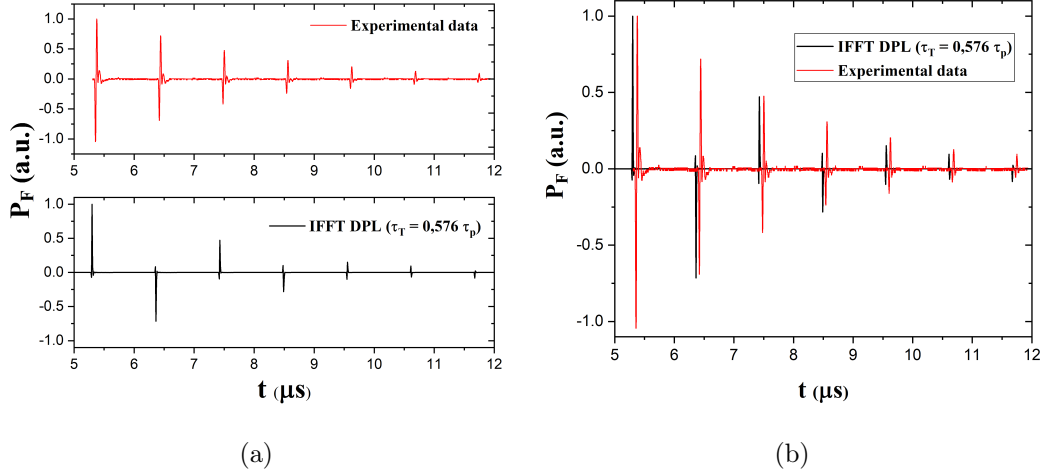 Experimental data
1.0
0.5
0.0
-0.5
-1.0
5 6 7 8 9 10 11 12
P_F (a.u.)
IFFT DPL (τ_T = 0,576 τ_p)
1.0
0.5
0.0
-0.5
-1.0
5 6 7 8 9 10 11 12
t (μs)
(a)
IFFT DPL (τ_T = 0,576 τ_p)
Experimental data
1.0
0.5
0.0
-0.5
-1.0
P_F (a.u.)
5 6 7 8 9 10 11 12
t (μs)
(b)